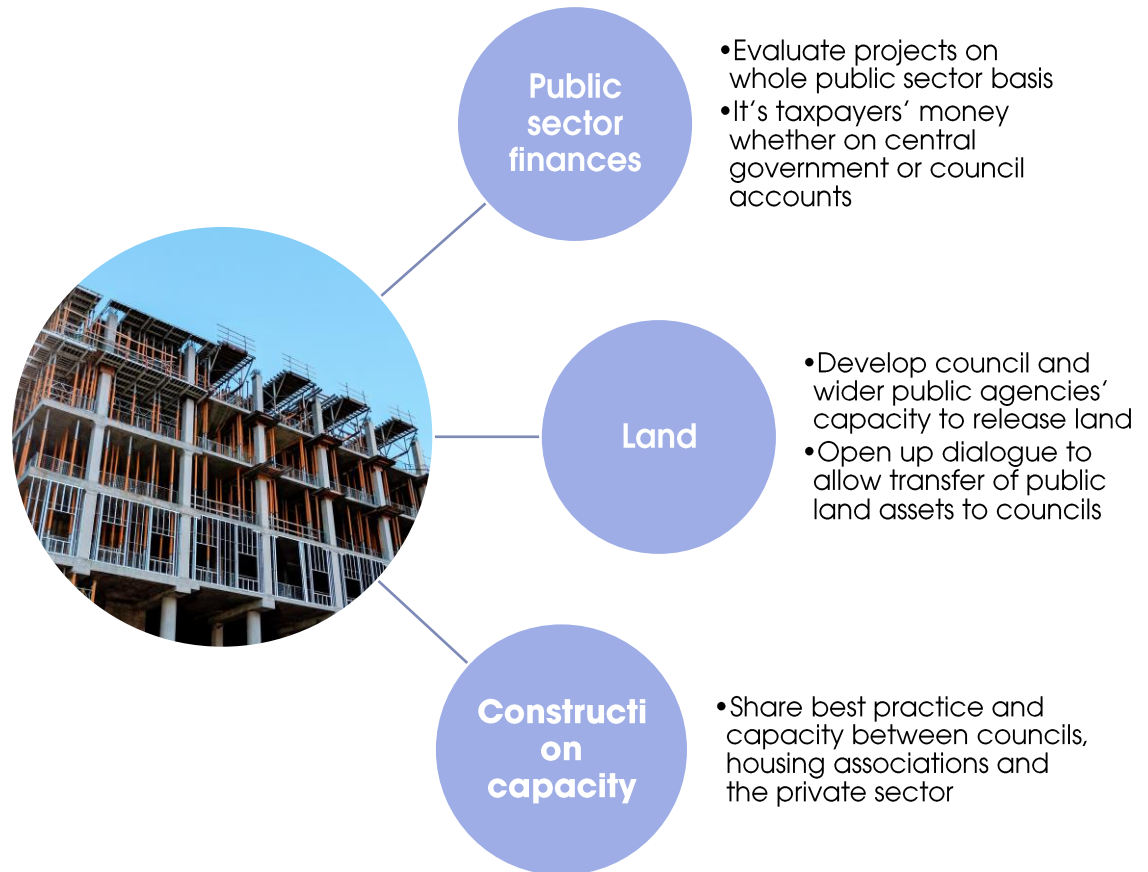 Public
sector
finances
•Evaluate projects on
whole public sector basis
•It's taxpayers' money
whether on central
government or council
accounts
Land
•Develop council and
wider public agencies'
capacity to release land
•Open up dialogue to
allow transfer of public
land assets to councils
Constructi
on
capacity
•Share best practice and
capacity between councils,
housing associations and
the private sector